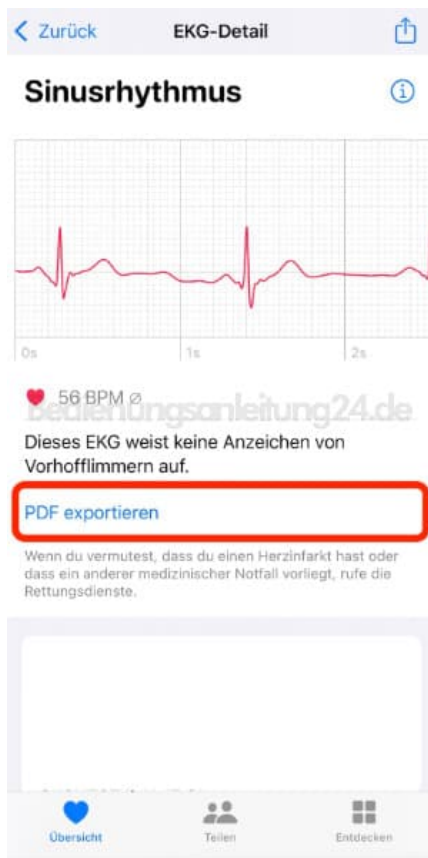 Zurück
EKG-Detail
Sinusrhythmus
0s
1s
2s
56 BPM ⌀
Bedienungsanleitung24.de
Dieses EKG weist keine Anzeichen von
Vorhofflimmern auf.
PDF exportieren
Wenn du vermutest, dass du einen Herzinfarkt hast oder
dass ein anderer medizinischer Notfall vorliegt, rufe die
Rettungsdienste.
Übersicht
Teilen
Entdecken